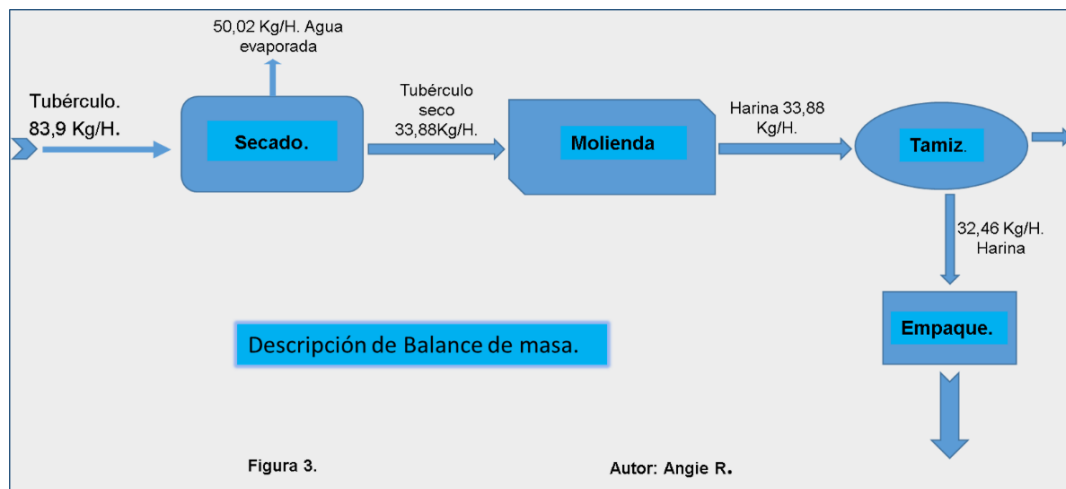 50,02 Kg/H. Agua
evaporada
Tubérculo.
83,9 Kg/H.
Secado.
Tubérculo
seco
33,88Kg/H.
Molienda
Harina 33,88
Kg/H.
Tamiz.
32,46 Kg/H.
Harina
Empaque.
Descripción de Balance de masa.
Figura 3.
Autor: Angie R.